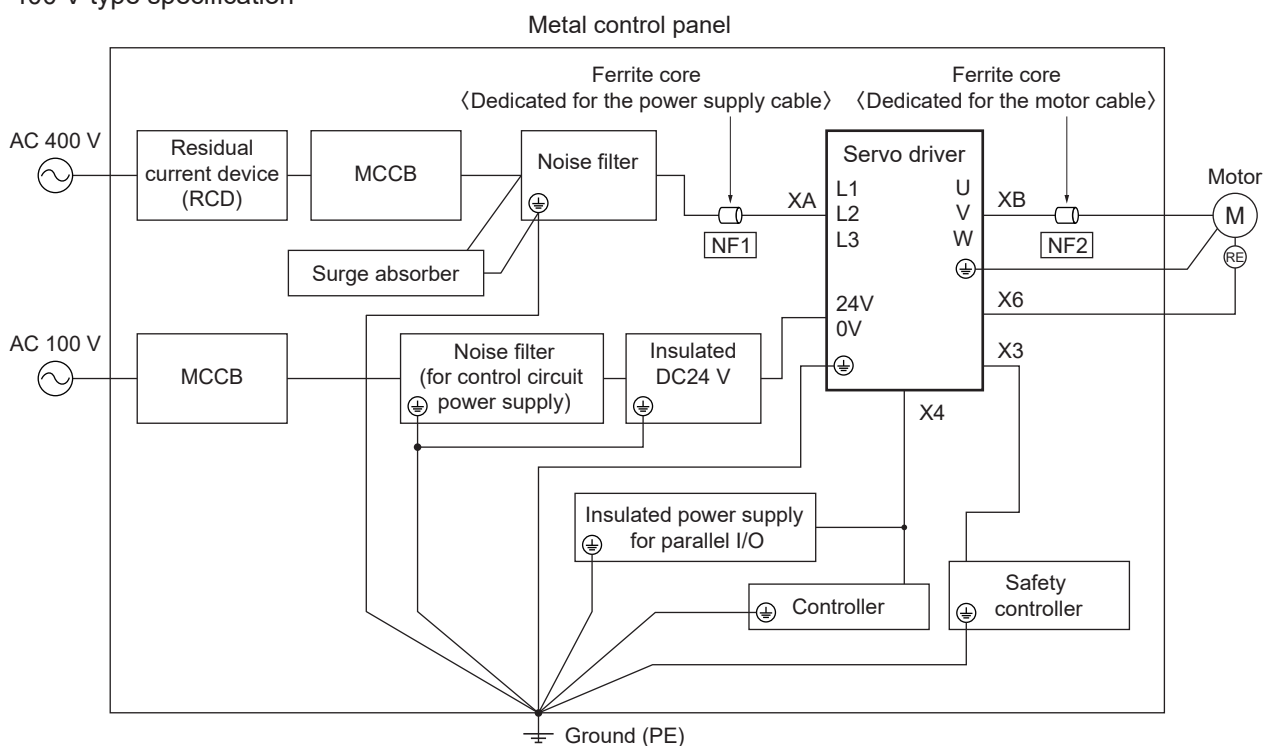 400 V type specification
Metal control panel
Ferrite core
〈Dedicated for the power supply cable〉
Ferrite core
〈Dedicated for the motor cable〉
AC 400 V
Residual
current device
(RCD)
MCCB
Noise filter
Surge absorber
NF1
XA
Servo driver
L1
L2
L3
24V
0V
U
V
W
XB
NF2
Motor
M
RE
X6
X3
X4
AC 100 V
MCCB
Noise filter
(for control circuit
power supply)
Insulated
DC24 V
Insulated power supply
for parallel I/O
Controller
Safety
controller
Ground (PE)